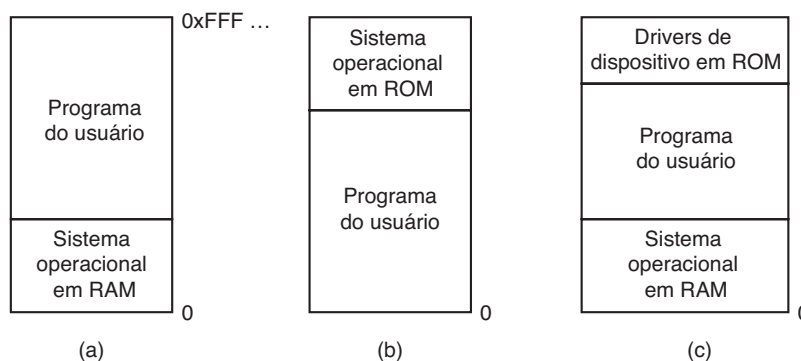 0xFFF ...
Programa
do usuário
Sistema
operacional
em RAM
0
(a)
Sistema
operacional
em ROM
Programa
do usuário
0
(b)
Drivers de
dispositivo em ROM
Programa
do usuário
Sistema
operacional
em RAM
0
(c)